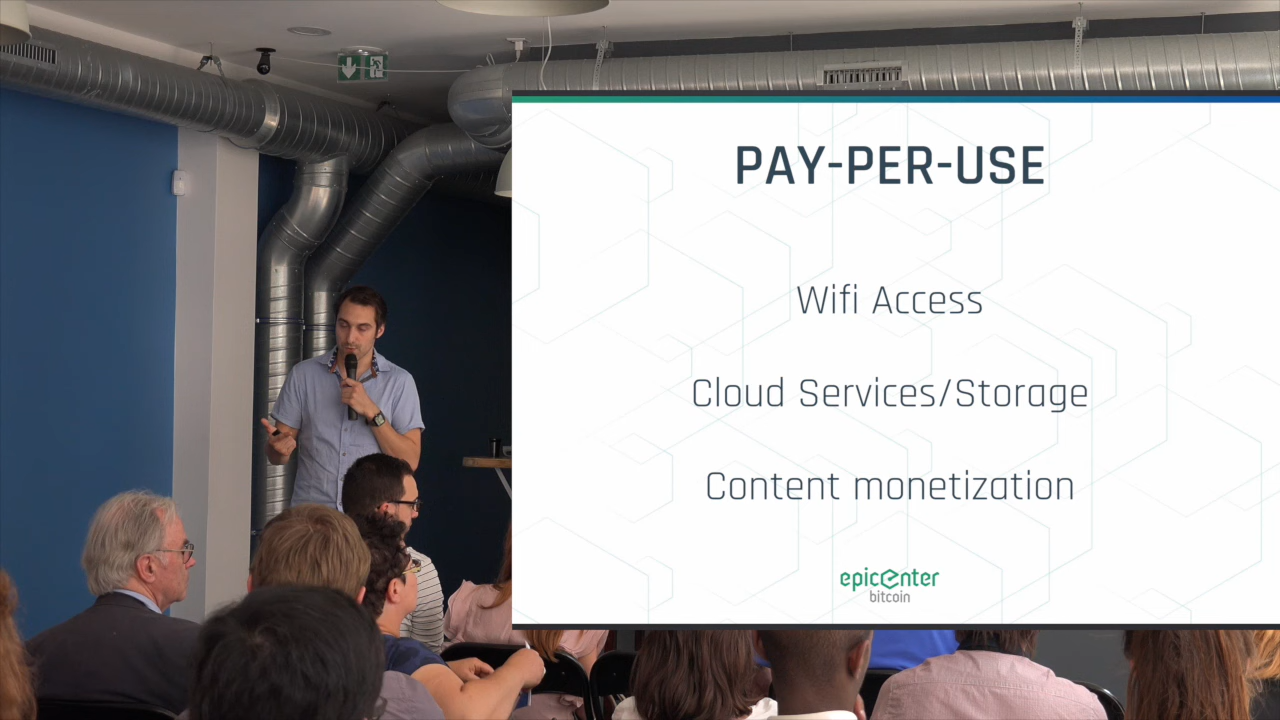 PAY-PER-USE
Wifi Access
Cloud Services/Storage
Content monetization
epicenter
bitcoin